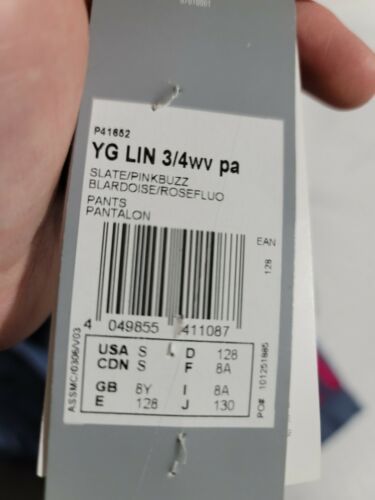 P41652
YG LIN 3/4wv pa
SLATE/PINKBUZZ
BLARDOISE/ROSEFLUO
PANTS
PANTALON
EAN
128
4 049855 411087
USA S D 128
CDN S F 8A
GB 8Y I 8A
E 128 J 130
ASSMC/0306/V03
PO# 101251885